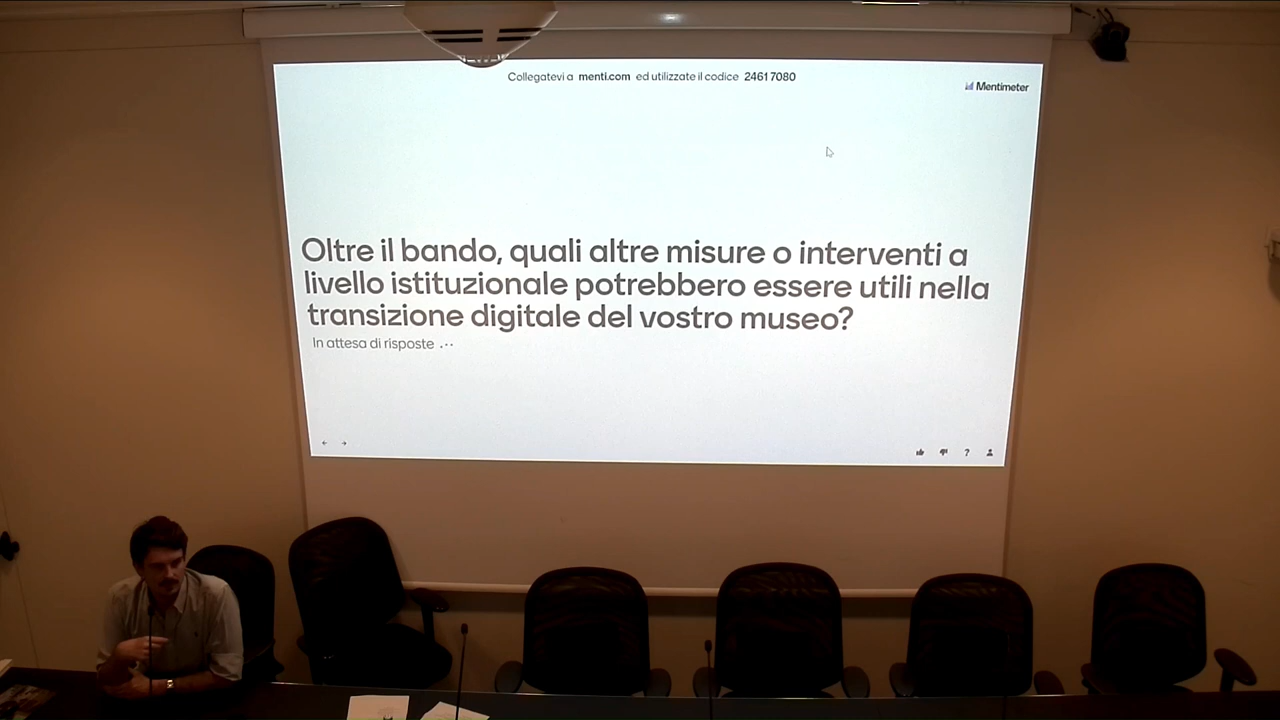 Collegatevi a menti.com ed utilizzate il codice 2461 7080
Mentimeter
Oltre il bando, quali altre misure o interventi a
livello istituzionale potrebbero essere utili nella
transizione digitale del vostro museo?
In attesa di risposte ...